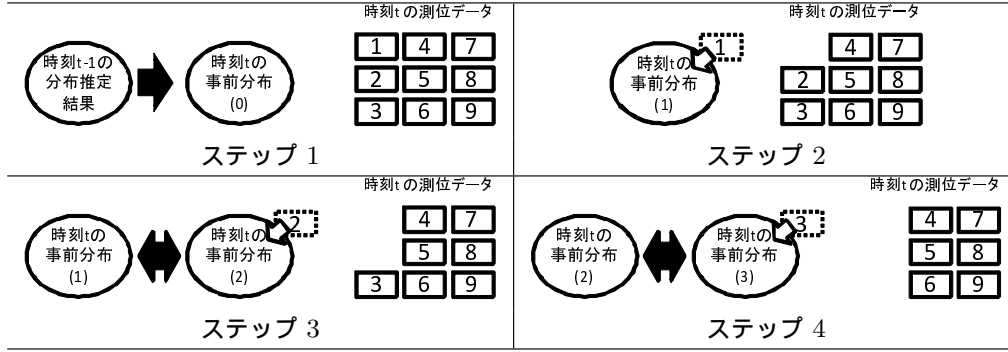 時刻tの測位データ
時刻t-1の
分布推定
結果
時刻tの
事前分布
(0)
1 4 7
2 5 8
3 6 9
ステップ 1
時刻tの測位データ
時刻tの
事前分布
(1)
1
4 7
2 5 8
3 6 9
ステップ 2
時刻tの測位データ
時刻tの
事前分布
(1)
時刻tの
事前分布
(2)
2
4 7
5 8
3 6 9
ステップ 3
時刻tの測位データ
時刻tの
事前分布
(2)
時刻tの
事前分布
(3)
3
4 7
5 8
6 9
ステップ 4